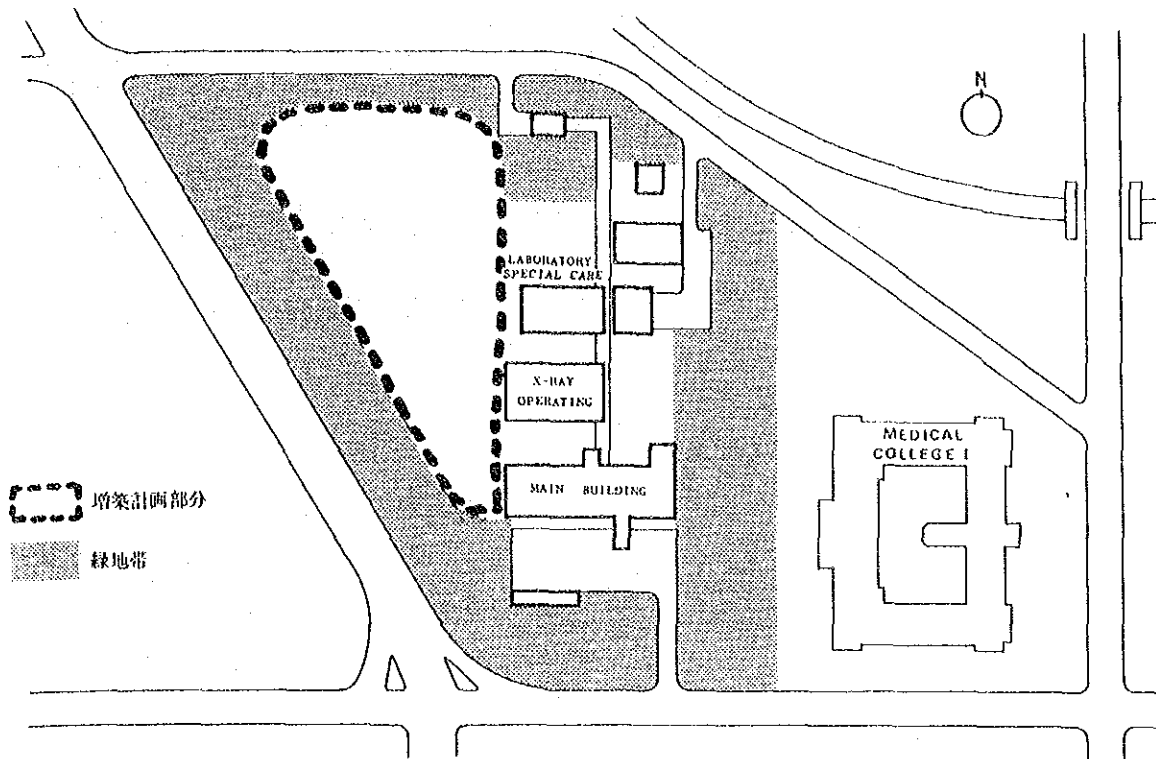 N
LABORATORY
SPECIAL CARE
X-RAY
OPERATING
MEDICAL
COLLEGE I
MAIN BUILDING
増築計画部分
緑地帯